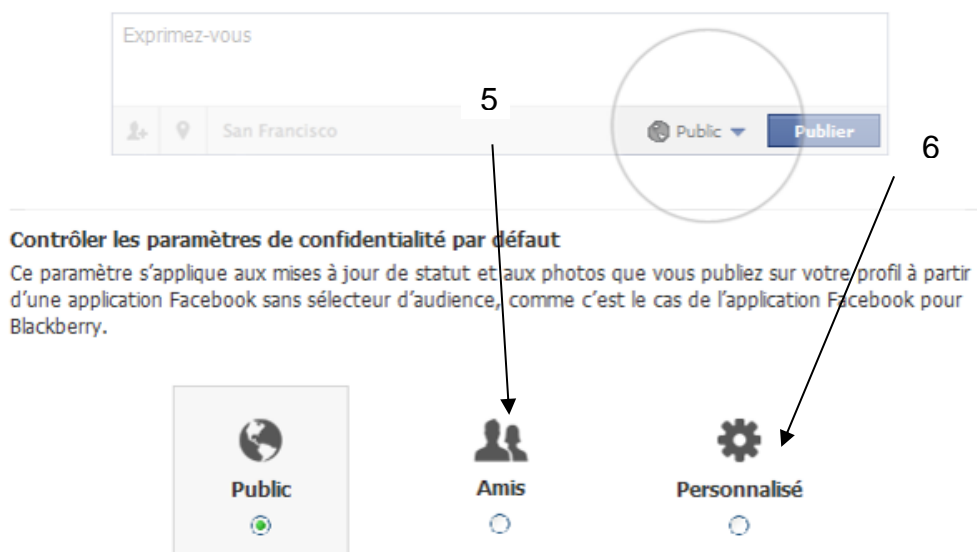 Exprimez-vous
5
San Francisco Public Publier
6
Contrôler les paramètres de confidentialité par défaut
Ce paramètre s’applique aux mises à jour de statut et aux photos que vous publiez sur votre profil à partir
d’une application Facebook sans sélecteur d’audience, comme c’est le cas de l’application Facebook pour
Blackberry.
Public Amis Personnalisé